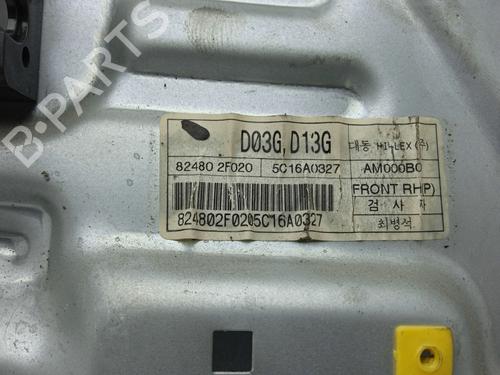 B-PARTS
D03G,D13G 대동 HI-LEX (주)
82480 2F020 5C16A0327 AM000B0
FRONT RH(P)
824802F0205C16A0327
검 사 자
최병석